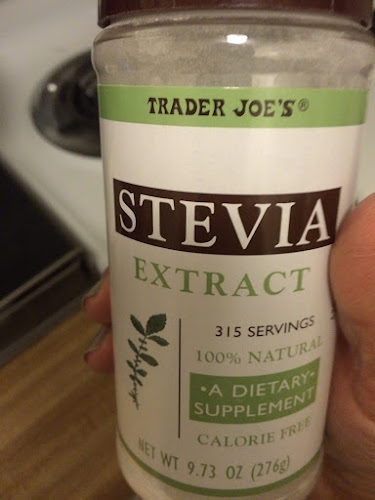 TRADER JOE'S®
STEVIA
EXTRACT
315 SERVINGS
100% NATURAL
•A DIETARY•
SUPPLEMENT
CALORIE FREE
NET WT 9.73 OZ (276g)